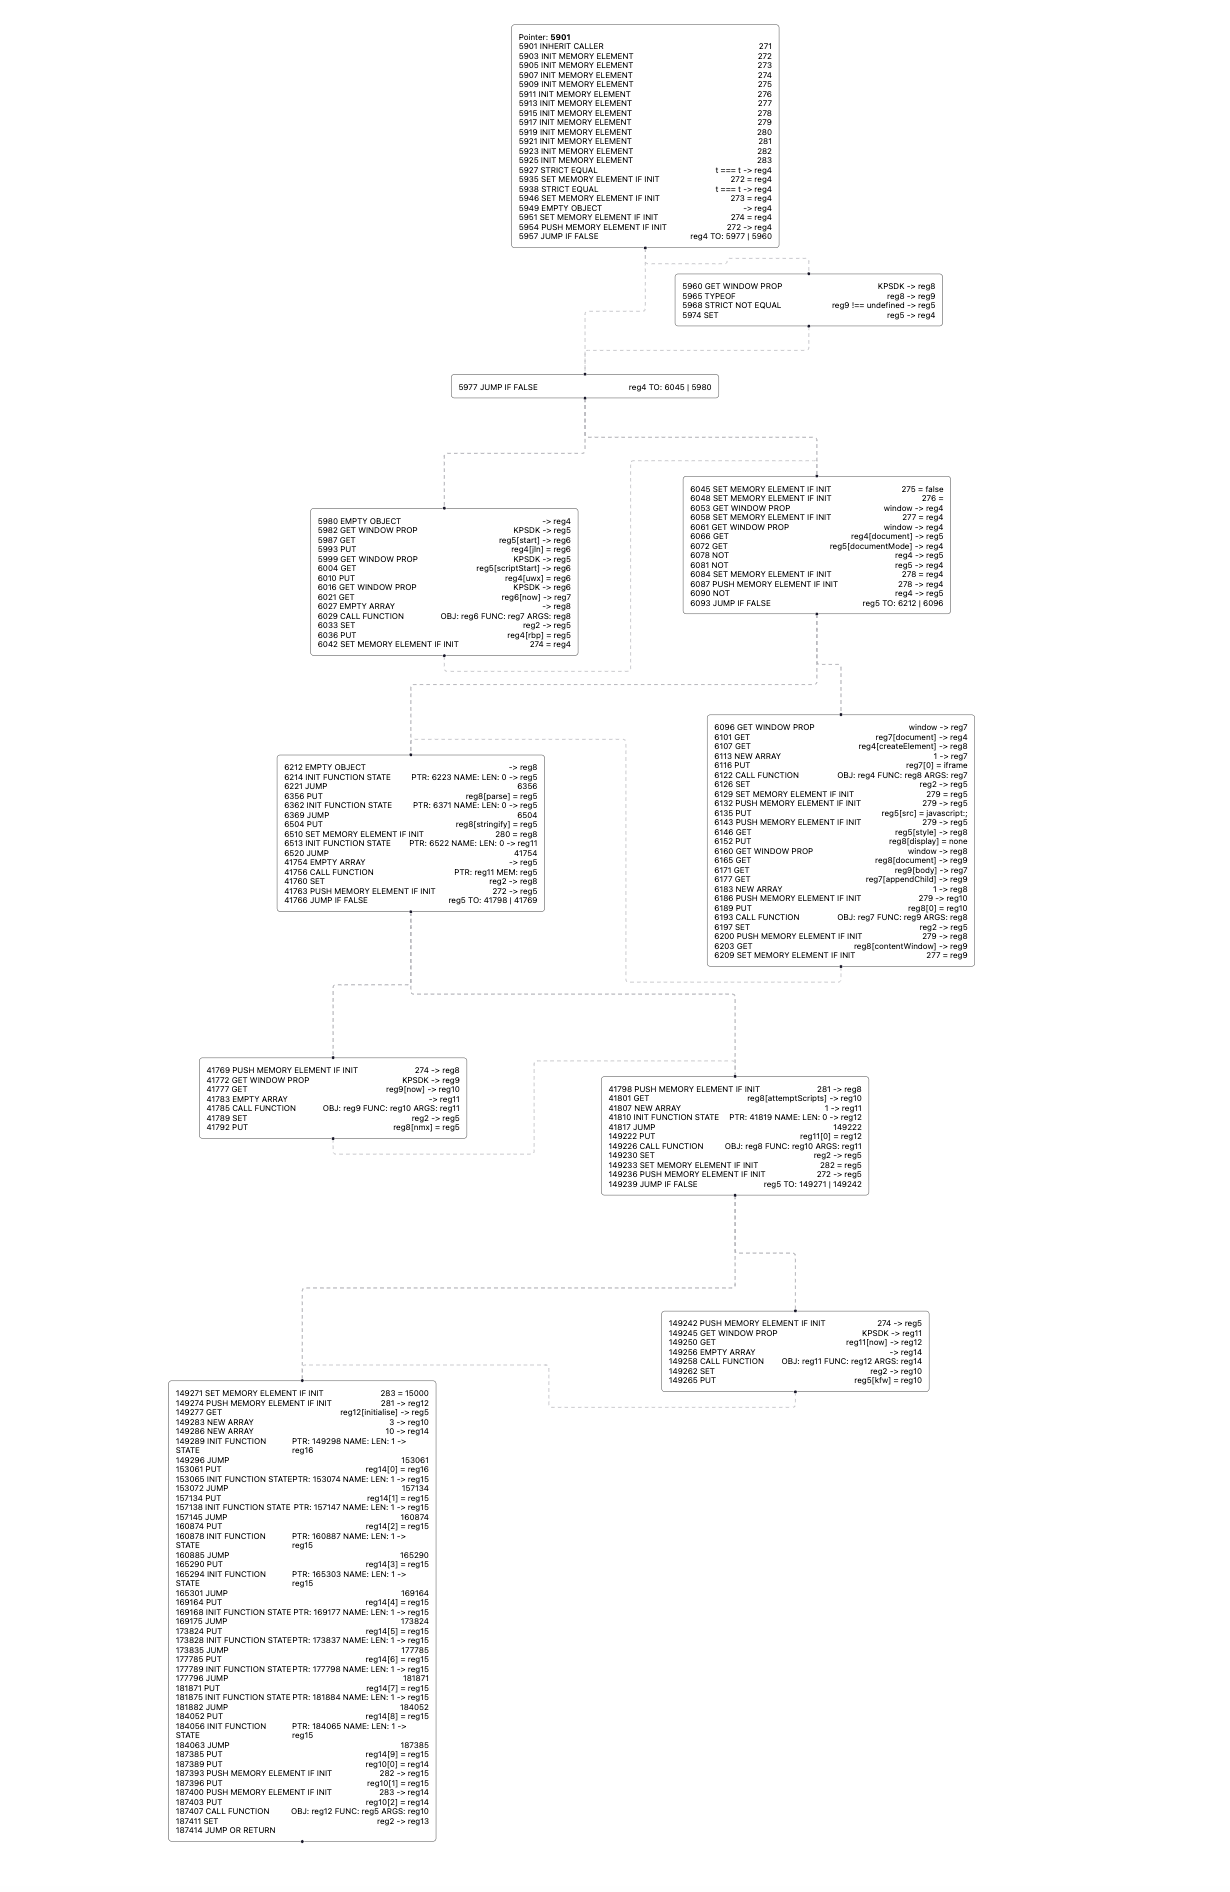 Pointer: 5901
5901 INHERIT CALLER 271
5903 INIT MEMORY ELEMENT 272
5905 INIT MEMORY ELEMENT 273
5907 INIT MEMORY ELEMENT 274
5909 INIT MEMORY ELEMENT 275
5911 INIT MEMORY ELEMENT 276
5913 INIT MEMORY ELEMENT 277
5915 INIT MEMORY ELEMENT 278
5917 INIT MEMORY ELEMENT 279
5919 INIT MEMORY ELEMENT 280
5921 INIT MEMORY ELEMENT 281
5923 INIT MEMORY ELEMENT 282
5925 INIT MEMORY ELEMENT 283
5927 STRICT EQUAL t === t -> reg4
5935 SET MEMORY ELEMENT IF INIT 272 = reg4
5938 STRICT EQUAL t === t -> reg4
5946 SET MEMORY ELEMENT IF INIT 273 = reg4
5949 EMPTY OBJECT -> reg4
5951 SET MEMORY ELEMENT IF INIT 274 = reg4
5954 PUSH MEMORY ELEMENT IF INIT 272 -> reg4
5957 JUMP IF FALSE reg4 TO: 5977 | 5960
5960 GET WINDOW PROP KPSDK -> reg8
5965 TYPEOF reg8 -> reg9
5968 STRICT NOT EQUAL reg9 !== undefined -> reg5
5974 SET reg5 -> reg4
5977 JUMP IF FALSE reg4 TO: 6045 | 5980
5980 EMPTY OBJECT -> reg4
5982 GET WINDOW PROP KPSDK -> reg5
5987 GET reg5[start] -> reg6
5993 PUT reg4[jln] = reg6
5999 GET WINDOW PROP KPSDK -> reg5
6004 GET reg5[scriptStart] -> reg6
6010 PUT reg4[uwx] = reg6
6016 GET WINDOW PROP KPSDK -> reg6
6021 GET reg6[now] -> reg7
6027 EMPTY ARRAY -> reg8
6029 CALL FUNCTION OBJ: reg6 FUNC: reg7 ARGS: reg8
6033 SET reg2 -> reg5
6036 PUT reg4[rbp] = reg5
6042 SET MEMORY ELEMENT IF INIT 274 = reg4
6045 SET MEMORY ELEMENT IF INIT 275 = false
6048 SET MEMORY ELEMENT IF INIT 276 =
6053 GET WINDOW PROP window -> reg4
6058 SET MEMORY ELEMENT IF INIT 277 = reg4
6061 GET WINDOW PROP window -> reg4
6066 GET reg4[document] -> reg5
6072 GET reg5[documentMode] -> reg4
6078 NOT reg4 -> reg5
6081 NOT reg5 -> reg4
6084 SET MEMORY ELEMENT IF INIT 278 = reg4
6087 PUSH MEMORY ELEMENT IF INIT 278 -> reg4
6090 NOT reg4 -> reg5
6093 JUMP IF FALSE reg5 TO: 6212 | 6096
6096 GET WINDOW PROP window -> reg7
6101 GET reg7[document] -> reg4
6107 GET reg4[createElement] -> reg8
6113 NEW ARRAY 1 -> reg7
6116 PUT reg7[0] = iframe
6122 CALL FUNCTION OBJ: reg4 FUNC: reg8 ARGS: reg7
6126 SET reg2 -> reg5
6129 SET MEMORY ELEMENT IF INIT 279 = reg5
6132 PUSH MEMORY ELEMENT IF INIT 279 -> reg5
6135 PUT reg5[src] = javascript:;
6143 PUSH MEMORY ELEMENT IF INIT 279 -> reg5
6146 GET reg5[style] -> reg8
6152 PUT reg8[display] = none
6160 GET WINDOW PROP window -> reg8
6165 GET reg8[document] -> reg9
6171 GET reg9[body] -> reg7
6177 GET reg7[appendChild] -> reg9
6183 NEW ARRAY 1 -> reg8
6186 PUSH MEMORY ELEMENT IF INIT 279 -> reg10
6189 PUT reg8[0] = reg10
6193 CALL FUNCTION OBJ: reg7 FUNC: reg9 ARGS: reg8
6197 SET reg2 -> reg5
6200 PUSH MEMORY ELEMENT IF INIT 279 -> reg8
6203 GET reg8[contentWindow] -> reg9
6209 SET MEMORY ELEMENT IF INIT 277 = reg9
6212 EMPTY OBJECT -> reg8
6214 INIT FUNCTION STATE PTR: 6223 NAME: LEN: 0 -> reg5
6221 JUMP 6356
6356 PUT reg8[parse] = reg5
6362 INIT FUNCTION STATE PTR: 6371 NAME: LEN: 0 -> reg5
6369 JUMP 6504
6504 PUT reg8[stringify] = reg5
6510 SET MEMORY ELEMENT IF INIT 280 = reg8
6513 INIT FUNCTION STATE PTR: 6522 NAME: LEN: 0 -> reg11
6520 JUMP 41754
41754 EMPTY ARRAY -> reg5
41756 CALL FUNCTION PTR: reg11 MEM: reg5
41760 SET reg2 -> reg8
41763 PUSH MEMORY ELEMENT IF INIT 272 -> reg5
41766 JUMP IF FALSE reg5 TO: 41798 | 41769
41769 PUSH MEMORY ELEMENT IF INIT 274 -> reg8
41772 GET WINDOW PROP KPSDK -> reg9
41777 GET reg9[now] -> reg10
41783 EMPTY ARRAY -> reg11
41785 CALL FUNCTION OBJ: reg9 FUNC: reg10 ARGS: reg11
41789 SET reg2 -> reg5
41792 PUT reg8[nmx] = reg5
41798 PUSH MEMORY ELEMENT IF INIT 281 -> reg8
41801 GET reg8[attemptScripts] -> reg10
41807 NEW ARRAY 1 -> reg11
41810 INIT FUNCTION STATE PTR: 41819 NAME: LEN: 0 -> reg12
41817 JUMP 149222
149222 PUT reg11[0] = reg12
149226 CALL FUNCTION OBJ: reg8 FUNC: reg10 ARGS: reg11
149230 SET reg2 -> reg5
149233 SET MEMORY ELEMENT IF INIT 282 = reg5
149236 PUSH MEMORY ELEMENT IF INIT 272 -> reg5
149239 JUMP IF FALSE reg5 TO: 149271 | 149242
149242 PUSH MEMORY ELEMENT IF INIT 274 -> reg5
149245 GET WINDOW PROP KPSDK -> reg11
149250 GET reg11[now] -> reg12
149256 EMPTY ARRAY -> reg14
149258 CALL FUNCTION OBJ: reg11 FUNC: reg12 ARGS: reg14
149262 SET reg2 -> reg10
149265 PUT reg5[kfw] = reg10
149271 SET MEMORY ELEMENT IF INIT 283 = 15000
149274 PUSH MEMORY ELEMENT IF INIT 281 -> reg12
149277 GET reg12[initialise] -> reg5
149283 NEW ARRAY 3 -> reg10
149286 NEW ARRAY 10 -> reg14
149289 INIT FUNCTION PTR: 149298 NAME: LEN: 1 ->
STATE reg16
149296 JUMP 153061
153061 PUT reg14[0] = reg16
153065 INIT FUNCTION STATE PTR: 153074 NAME: LEN: 1 -> reg15
153072 JUMP 157134
157134 PUT reg14[1] = reg15
157138 INIT FUNCTION STATE PTR: 157147 NAME: LEN: 1 -> reg15
157145 JUMP 160874
160874 PUT reg14[2] = reg15
160878 INIT FUNCTION PTR: 160887 NAME: LEN: 1 ->
STATE reg15
160885 JUMP 165290
165290 PUT reg14[3] = reg15
165294 INIT FUNCTION PTR: 165303 NAME: LEN: 1 ->
STATE reg15
165301 JUMP 169164
169164 PUT reg14[4] = reg15
169168 INIT FUNCTION STATE PTR: 169177 NAME: LEN: 1 -> reg15
169175 JUMP 173824
173824 PUT reg14[5] = reg15
173828 INIT FUNCTION STATE PTR: 173837 NAME: LEN: 1 -> reg15
173835 JUMP 177785
177785 PUT reg14[6] = reg15
177789 INIT FUNCTION STATE PTR: 177798 NAME: LEN: 1 -> reg15
177796 JUMP 181871
181871 PUT reg14[7] = reg15
181875 INIT FUNCTION STATE PTR: 181884 NAME: LEN: 1 -> reg15
181882 JUMP 184052
184052 PUT reg14[8] = reg15
184056 INIT FUNCTION PTR: 184065 NAME: LEN: 1 ->
STATE reg15
184063 JUMP 187385
187385 PUT reg14[9] = reg15
187389 PUT reg10[0] = reg14
187393 PUSH MEMORY ELEMENT IF INIT 282 -> reg15
187396 PUT reg10[1] = reg15
187400 PUSH MEMORY ELEMENT IF INIT 283 -> reg14
187403 PUT reg10[2] = reg14
187407 CALL FUNCTION OBJ: reg12 FUNC: reg5 ARGS: reg10
187411 SET reg2 -> reg13
187414 JUMP OR RETURN